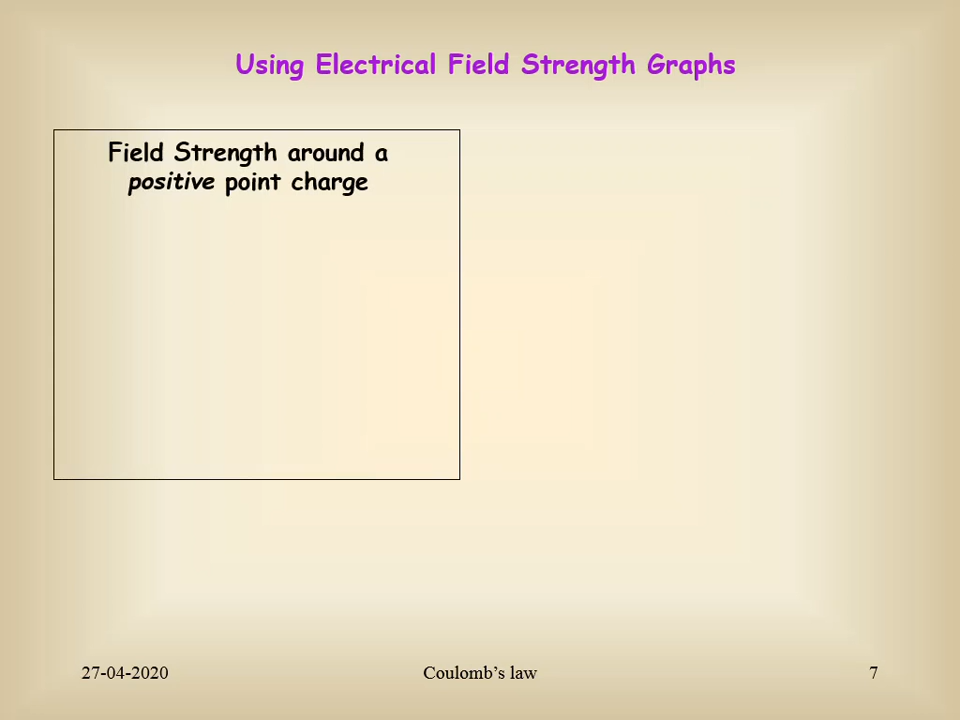 Using Electrical Field Strength Graphs
Field Strength around a
positive point charge
27-04-2020
Coulomb’s law
7